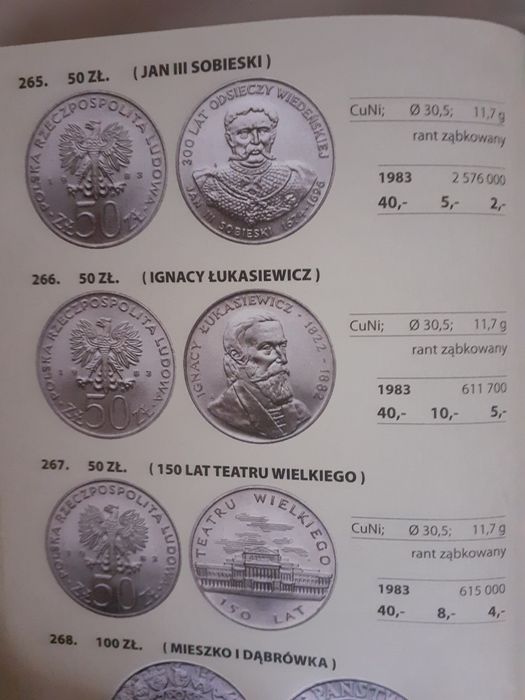 265. 50 ZŁ. ( JAN III SOBIESKI )
POLSKA RZECZPOSPOLITA LUDOWA
1983
ZŁ 50 ZŁ
300 LAT ODSIECZY WIEDEŃSKIEJ
JAN III SOBIESKI 1674-1696
CuNi; Ø 30,5; 11,7 g
rant ząbkowany
1983 2 576 000
40,- 5,- 2,-
266. 50 ZŁ. ( IGNACY ŁUKASIEWICZ )
POLSKA RZECZPOSPOLITA LUDOWA
1983
ZŁ 50 ZŁ
IGNACY ŁUKASIEWICZ · 1822 - 1882
CuNi; Ø 30,5; 11,7 g
rant ząbkowany
1983 611 700
40,- 10,- 5,-
267. 50 ZŁ. ( 150 LAT TEATRU WIELKIEGO )
POLSKA RZECZPOSPOLITA LUDOWA
ZŁ 50 ZŁ
TEATRU WIELKIEGO
150 LAT
CuNi; Ø 30,5; 11,7 g
rant ząbkowany
1983 615 000
40,- 8,- 4,-
268. 100 ZŁ. ( MIESZKO I DĄBRÓWKA )